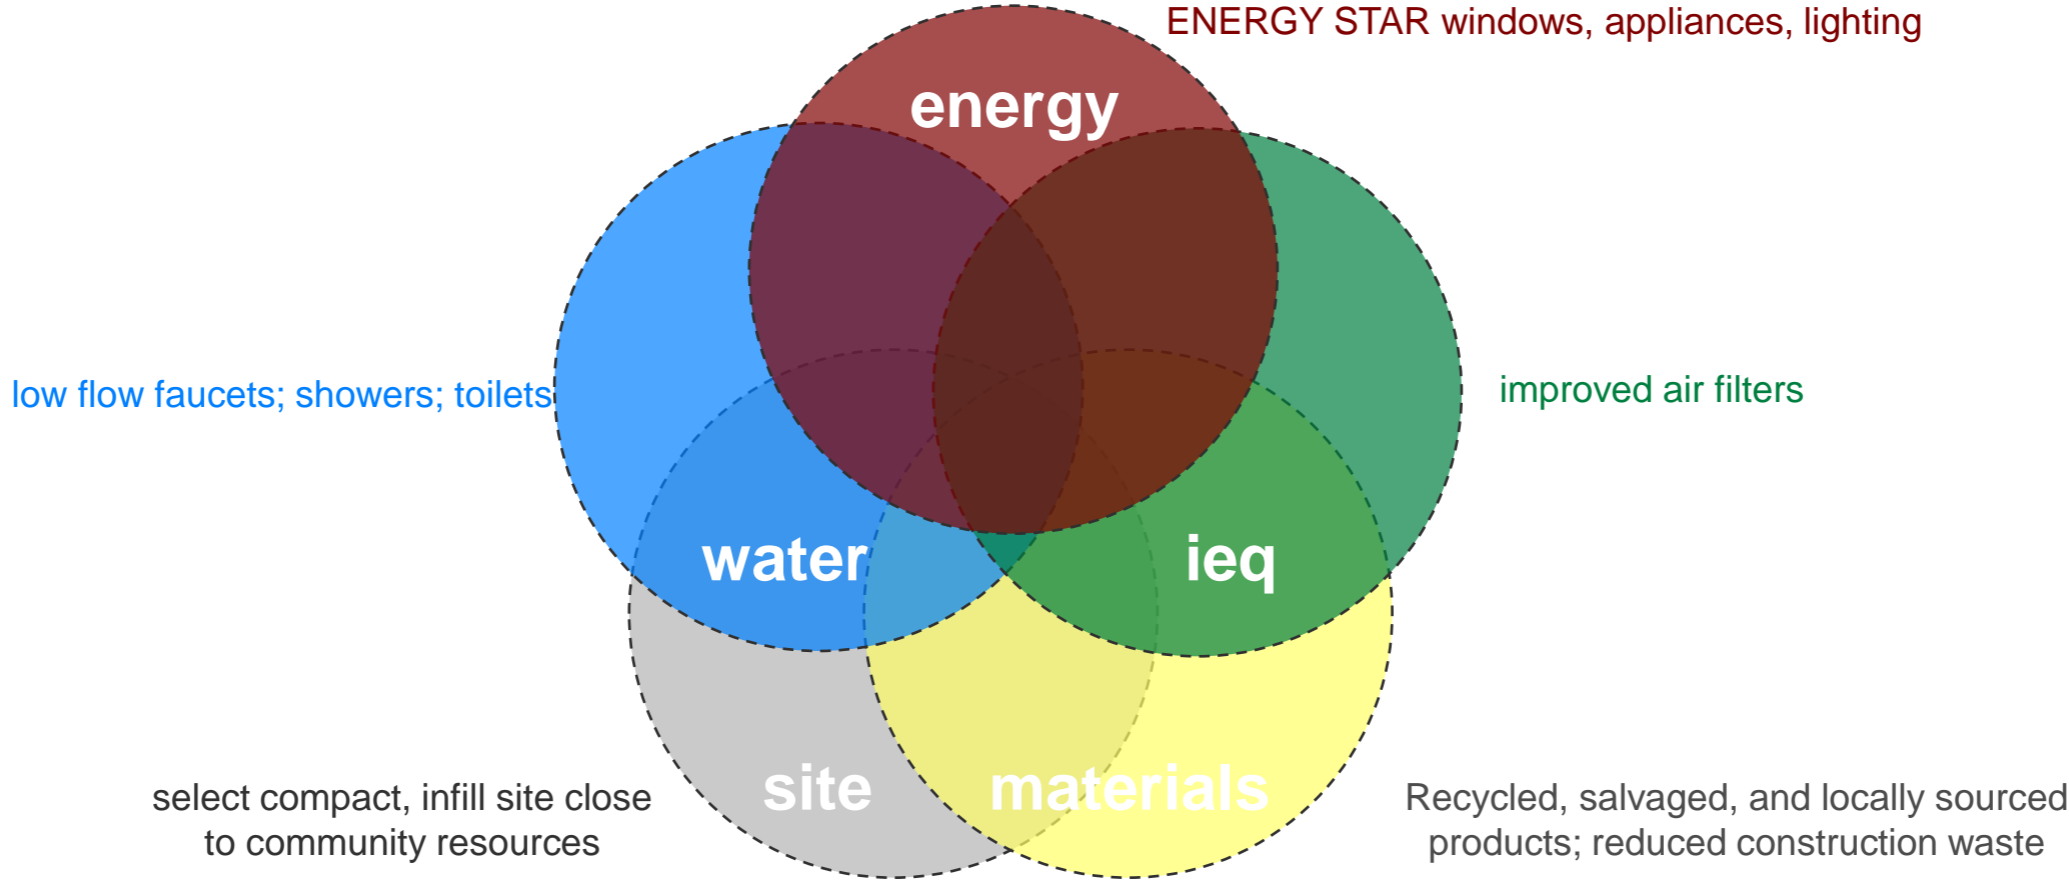 ENERGY STAR windows, appliances, lighting
energy
low flow faucets; showers; toilets
improved air filters
water
ieq
site
materials
select compact, infill site close
to community resources
Recycled, salvaged, and locally sourced
products; reduced construction waste